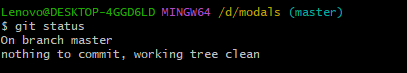 Lenovo@DESKTOP-4GGD6LD MINGW64 /d/modals (master)
$ git status
On branch master
nothing to commit, working tree clean